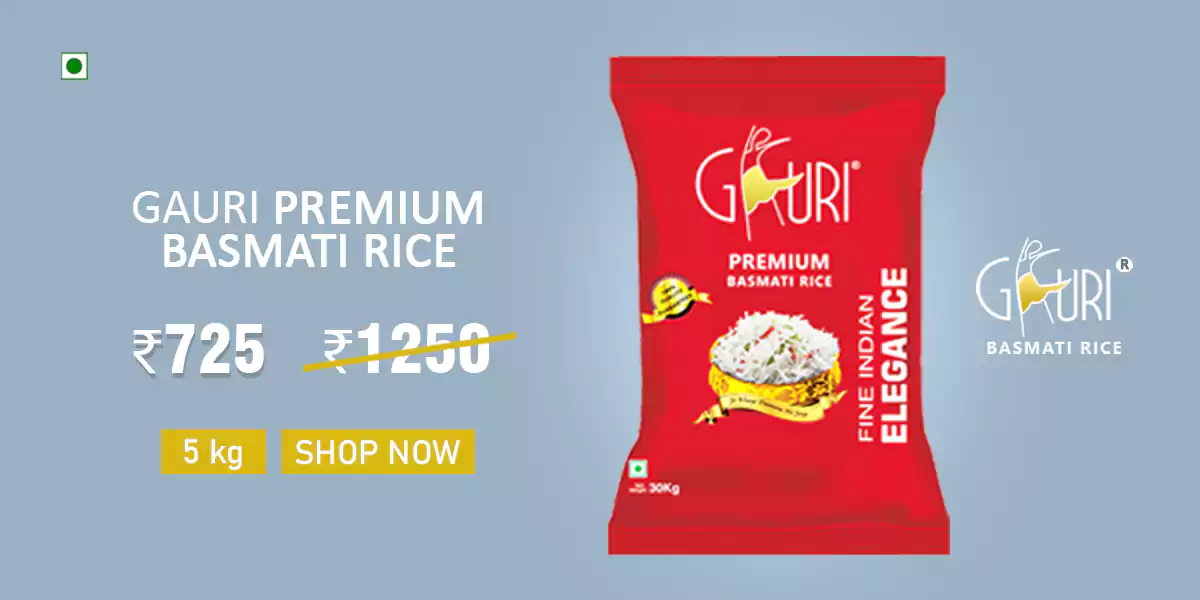 GAURI PREMIUM
BASMATI RICE
₹725 ₹1250
5 kg SHOP NOW
GAURI®
PREMIUM
BASMATI RICE
FINE INDIAN
ELEGANCE
30Kg
GAURI®
BASMATI RICE